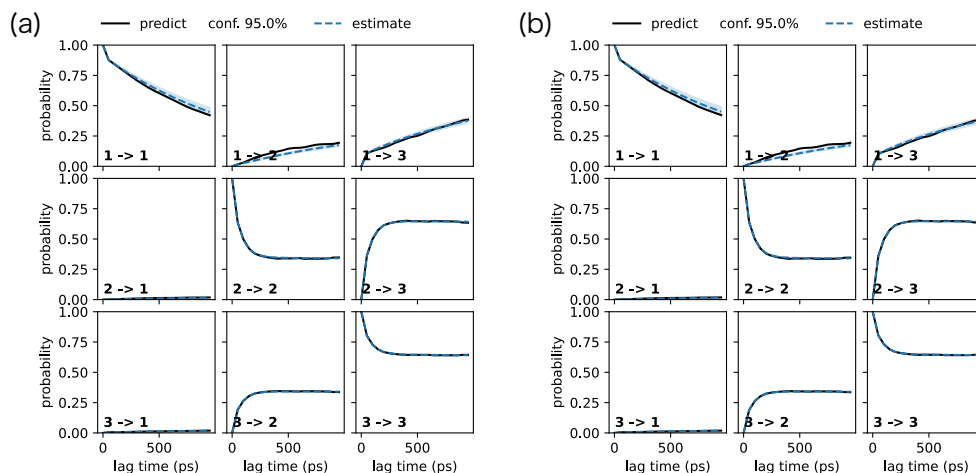 (a)
predict conf. 95.0% estimate
1.00
0.75
0.50
0.25
0.00
probability
1 -> 1
1 -> 2
1 -> 3
1.00
0.75
0.50
0.25
0.00
probability
2 -> 1
2 -> 2
2 -> 3
1.00
0.75
0.50
0.25
0.00
probability
3 -> 1
3 -> 2
3 -> 3
0 500
0 500
0 500
lag time (ps) lag time (ps) lag time (ps)
(b)
predict conf. 95.0% estimate
1.00
0.75
0.50
0.25
0.00
probability
1 -> 1
1 -> 2
1 -> 3
1.00
0.75
0.50
0.25
0.00
probability
2 -> 1
2 -> 2
2 -> 3
1.00
0.75
0.50
0.25
0.00
probability
3 -> 1
3 -> 2
3 -> 3
0 500
0 500
0 500
lag time (ps) lag time (ps) lag time (ps)